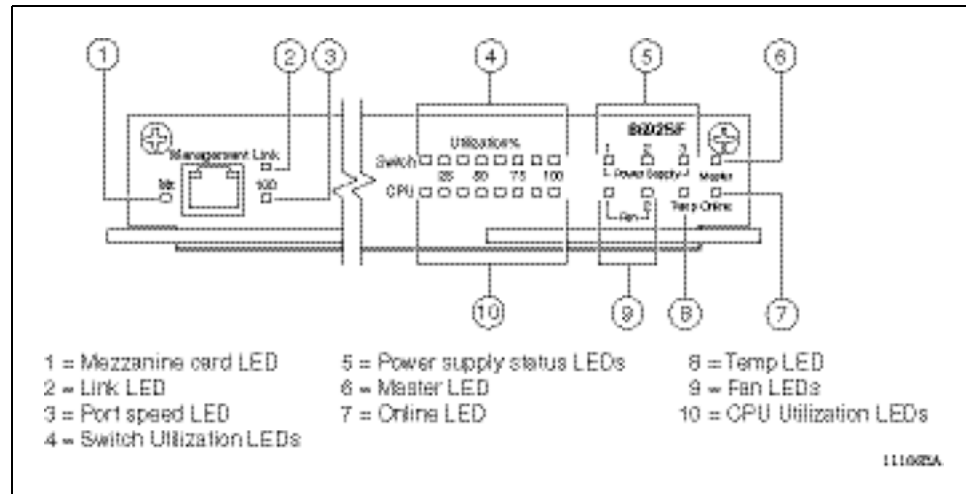 1 2 3 4 5 6
Utilization%
1 2 3
Management Link
Switch
25 50 75 100
Power Supply
Master
100
CPU
2
Temp Online
Fan
10 9 8 7
1 = Mezzanine card LED
2 = Link LED
3 = Port speed LED
4 = Switch Utilization LEDs
5 = Power supply status LEDs
6 = Master LED
7 = Online LED
8 = Temp LED
9 = Fan LEDs
10 = CPU Utilization LEDs